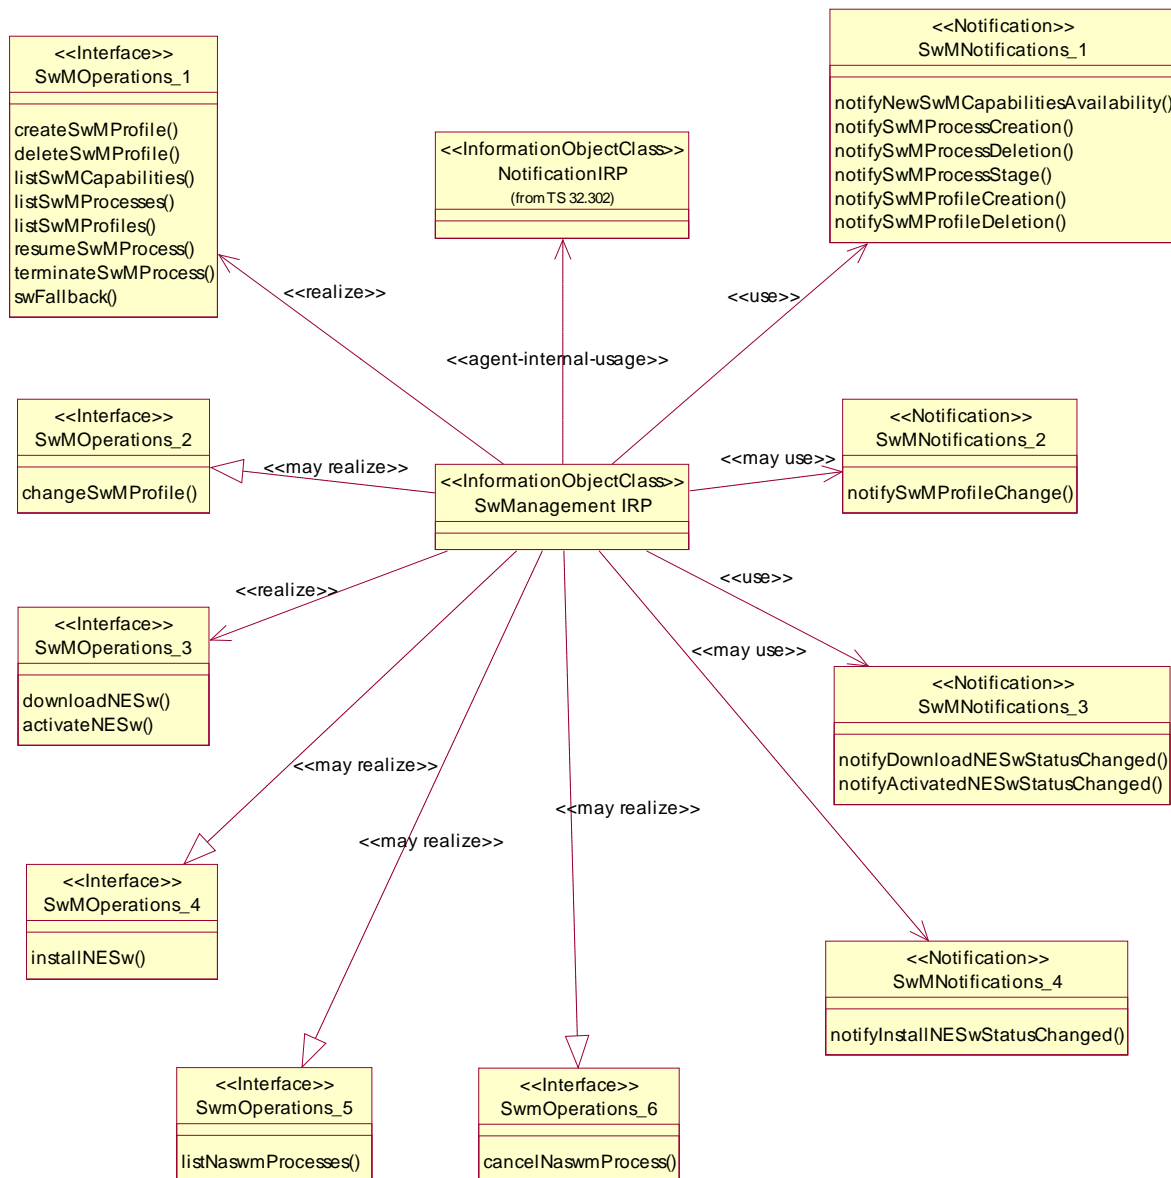 <<Interface>>
SwMOperations_1
createSwMProfile()
deleteSwMProfile()
listSwMCapabilities()
listSwMProcesses()
listSwMProfiles()
resumeSwMProcess()
terminateSwMProcess()
swFallback()
<<InformationObjectClass>>
NotificationIRP
(from TS 32.302)
<<Notification>>
SwMNotifications_1
notifyNewSwMCapabilitiesAvailability()
notifySwMProcessCreation()
notifySwMProcessDeletion()
notifySwMProcessStage()
notifySwMProfileCreation()
notifySwMProfileDeletion()
<<realize>>
<<use>>
<<agent-internal-usage>>
<<Interface>>
SwMOperations_2
changeSwMProfile()
<<may realize>>
<<InformationObjectClass>>
SwManagement IRP
<<may use>>
<<Notification>>
SwMNotifications_2
notifySwMProfileChange()
<<realize>>
<<use>>
<<Interface>>
SwMOperations_3
downloadNESw()
activateNESw()
<<may use>>
<<Notification>>
SwMNotifications_3
notifyDownloadNESwStatusChanged()
notifyActivatedNESwStatusChanged()
<<may realize>>
<<may realize>>
<<may realize>>
<<Interface>>
SwMOperations_4
installNESw()
<<Notification>>
SwMNotifications_4
notifyInstallNESwStatusChanged()
<<Interface>>
SwmOperations_5
listNaswmProcesses()
<<Interface>>
SwmOperations_6
cancelNaswmProcess()